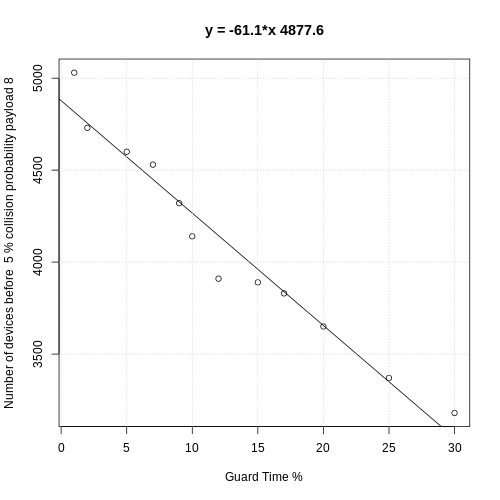 y = -61.1*x 4877.6
Number of devices before  5 % collision probability payload 8
5000
4500
4000
3500
0 5 10 15 20 25 30
Guard Time %